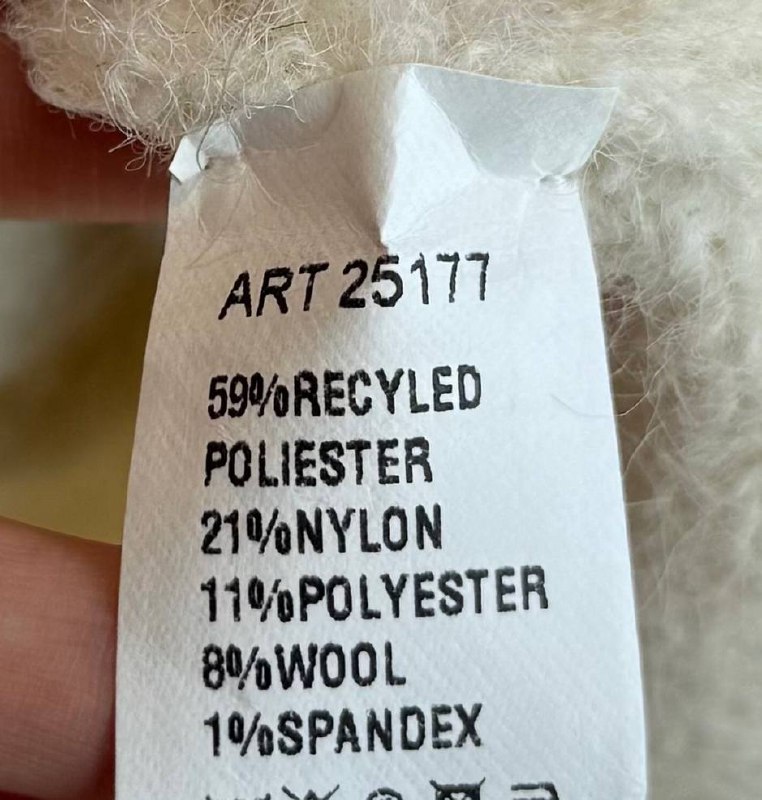 ART 25177
59%RECYLED
POLIESTER
21%NYLON
11%POLYESTER
8%WOOL
1%SPANDEX